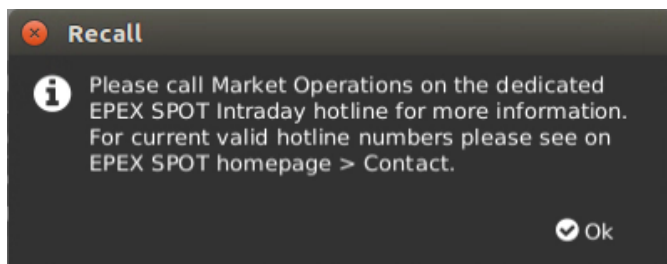 Recall
Please call Market Operations on the dedicated
EPEX SPOT Intraday hotline for more information.
For current valid hotline numbers please see on
EPEX SPOT homepage > Contact.
Ok